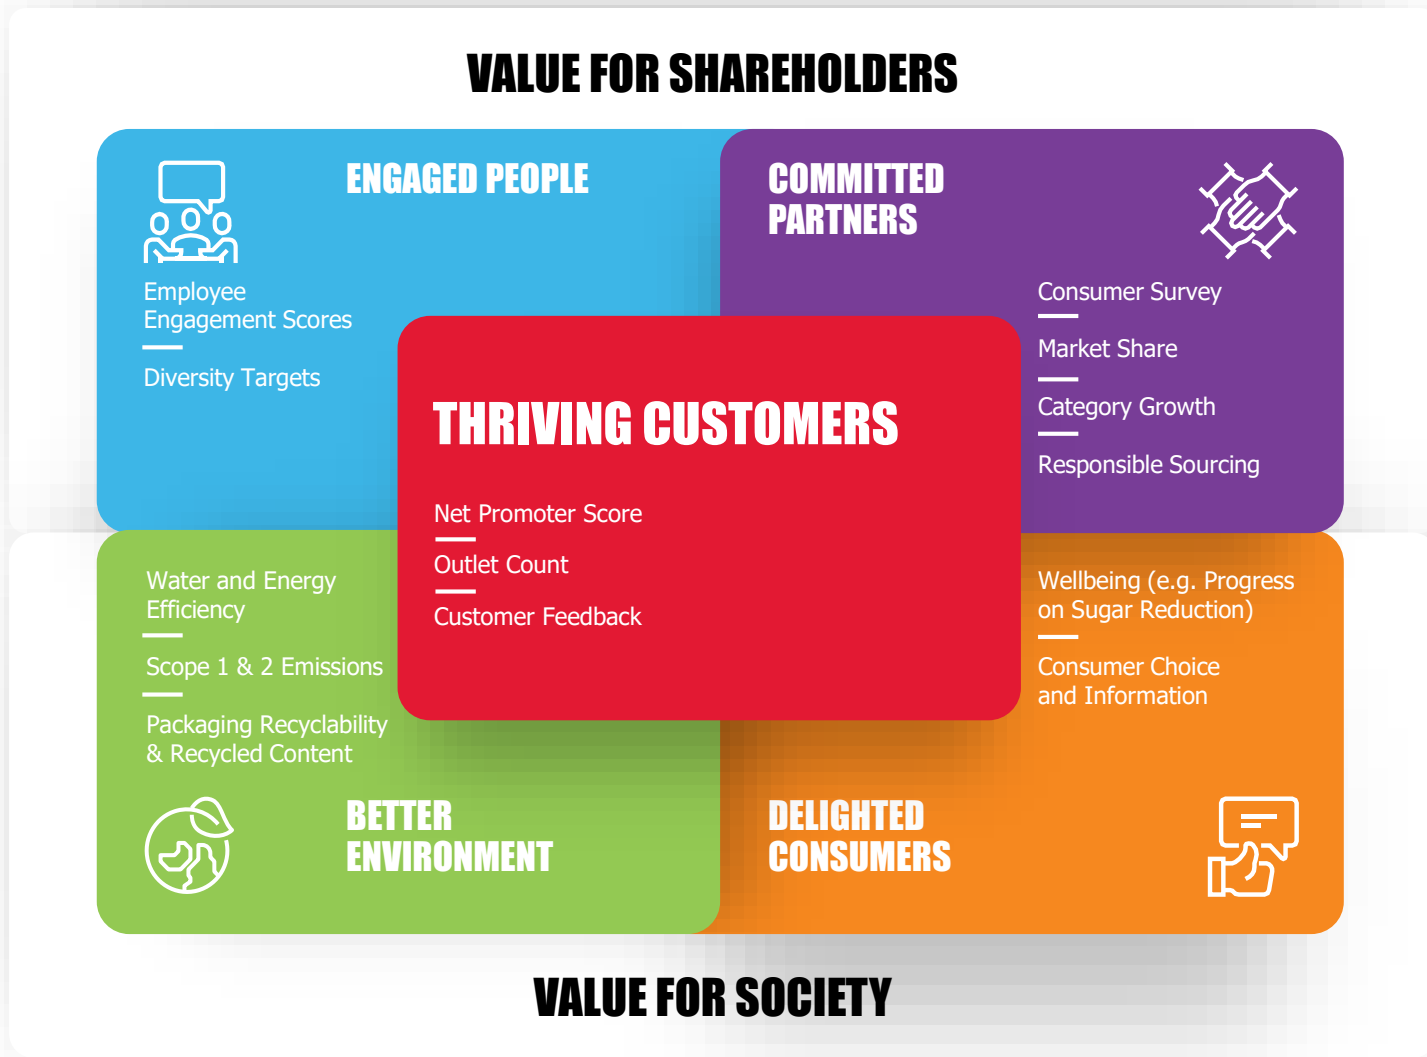 VALUE FOR SHAREHOLDERS
ENGAGED PEOPLE
Employee
Engagement Scores
Diversity Targets
COMMITTED
PARTNERS
Consumer Survey
Market Share
Category Growth
Responsible Sourcing
THRIVING CUSTOMERS
Net Promoter Score
Outlet Count
Customer Feedback
Water and Energy
Efficiency
Scope 1 & 2 Emissions
Packaging Recyclability
& Recycled Content
BETTER
ENVIRONMENT
Wellbeing (e.g. Progress
on Sugar Reduction)
Consumer Choice
and Information
DELIGHTED
CONSUMERS
VALUE FOR SOCIETY